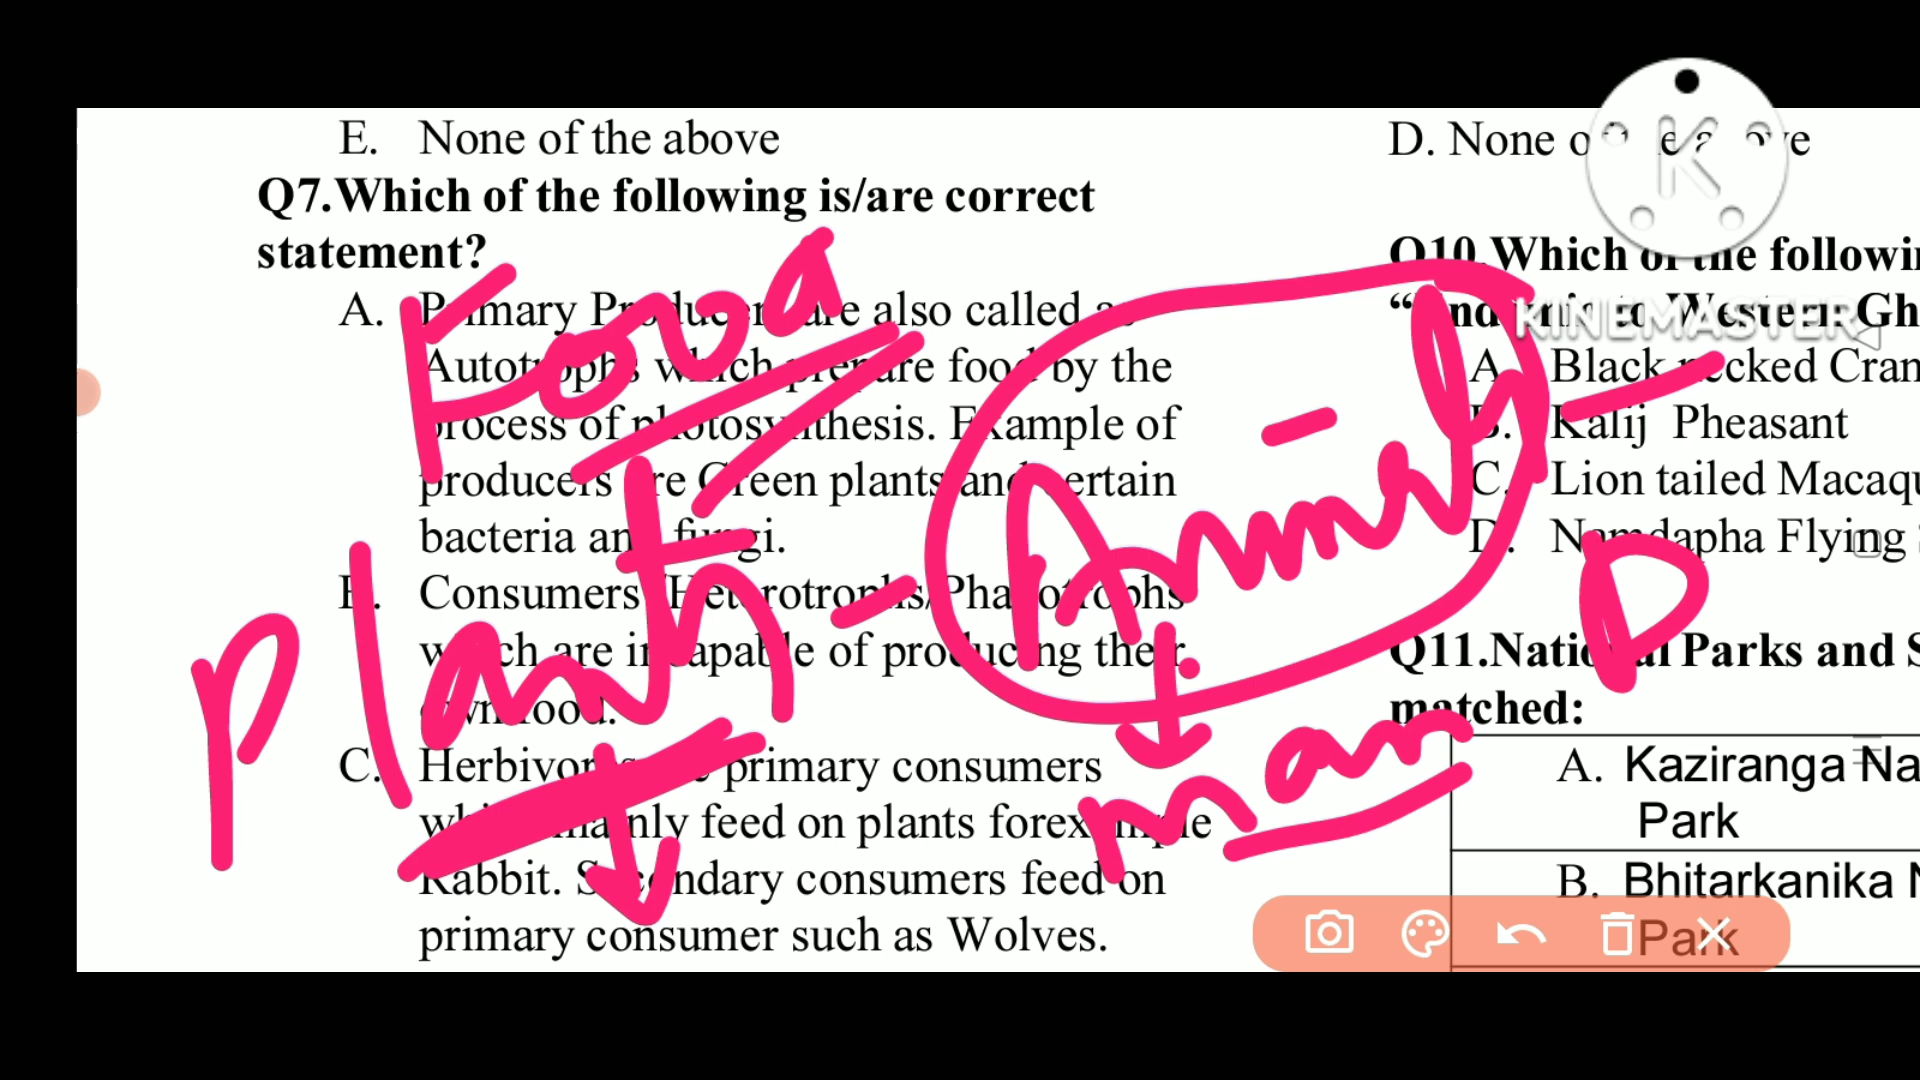 E. None of the above
Q7.Which of the following is/are correct
statement?
A. Primary Producers are also called as
Autotrophs which prepare food by the
process of photosynthesis. Example of
producers are Green plants and certain
bacteria and fungi.
B. Consumers/Heterotrophs/Phagotrophs
which are incapable of producing their
own food.
C. Herbivores are primary consumers
which mainly feed on plants forexample
Rabbit. Secondary consumers feed on
primary consumer such as Wolves.
D. None of the above
Q10.Which of the followin
"Endemic to Western Gh
A. Black necked Cran
B. Kalij Pheasant
C. Lion tailed Macaqu
D. Namdapha Flying
Q11.National Parks and S
matched:
A. Kaziranga Na
Park
B. Bhitarkanika N
Park
K
KINEMASTER
Food
plant - Animal - D
man